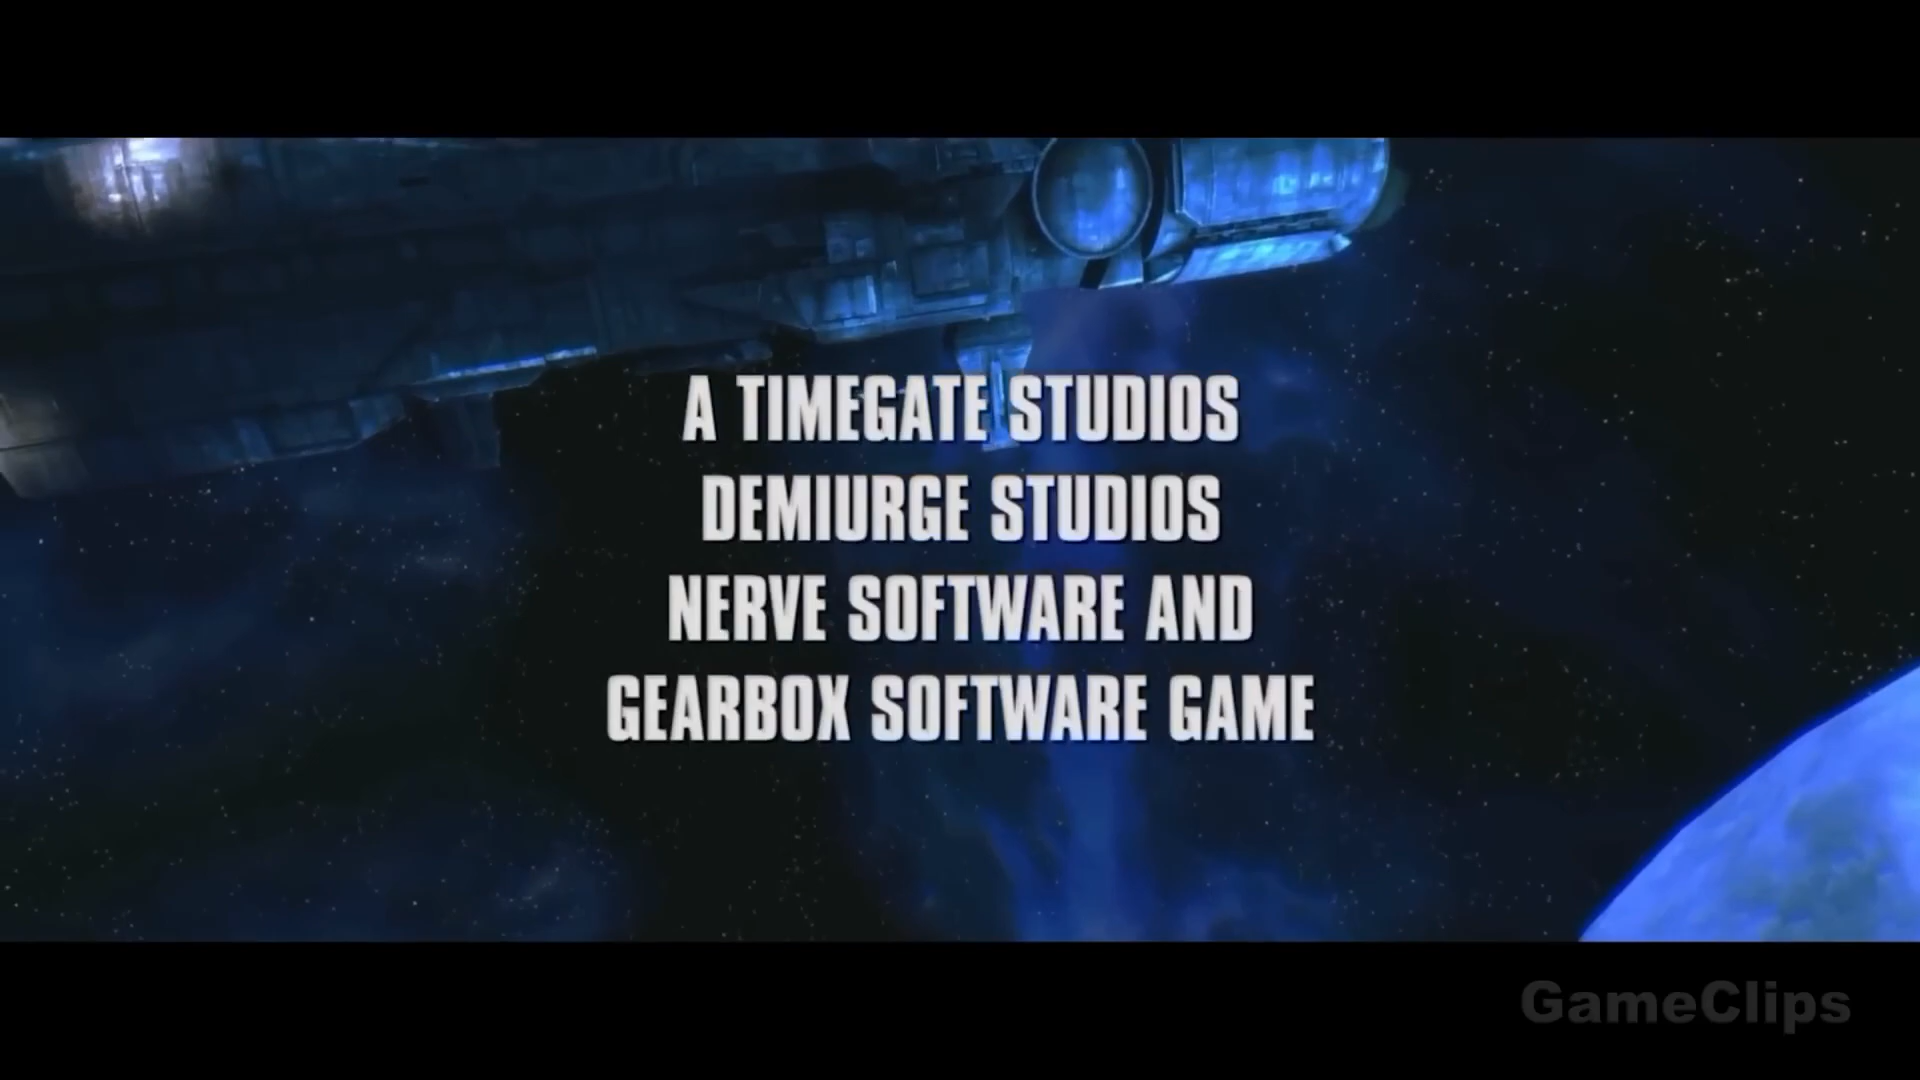 A TIMEGATE STUDIOS
DEMIURGE STUDIOS
NERVE SOFTWARE AND
GEARBOX SOFTWARE GAME
GameClips